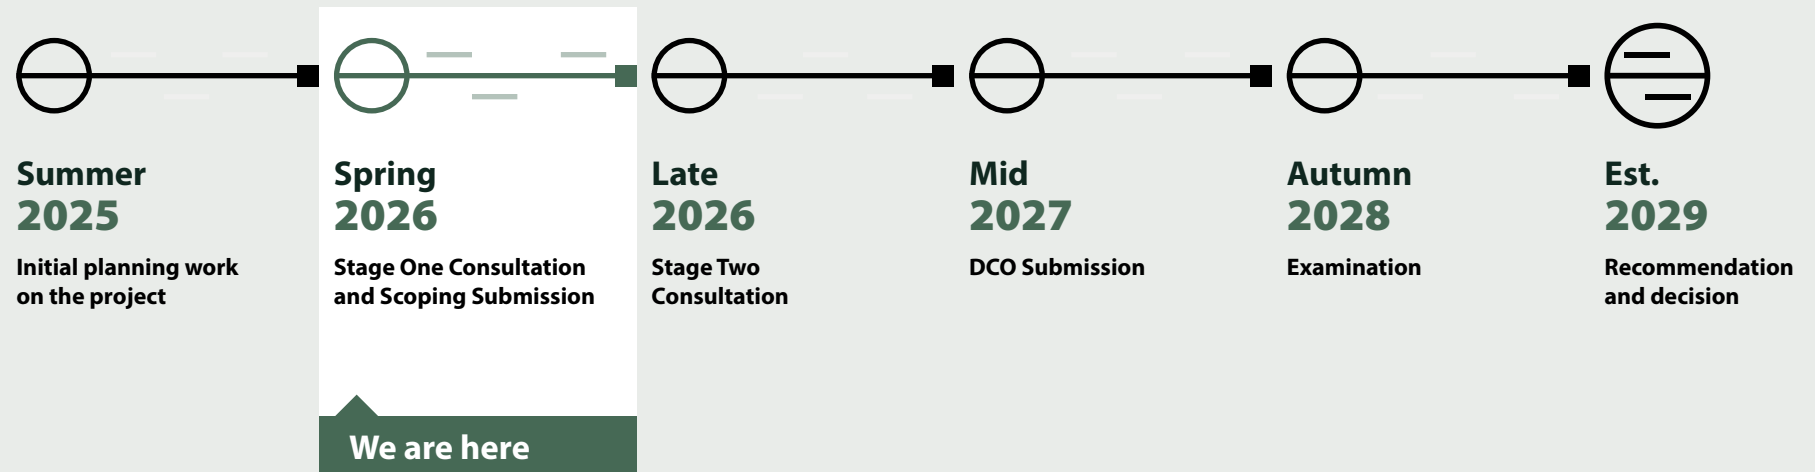 Summer
2025
Initial planning work
on the project
Spring
2026
Stage One Consultation
and Scoping Submission
We are here
Late
2026
Stage Two
Consultation
Mid
2027
DCO Submission
Autumn
2028
Examination
Est.
2029
Recommendation
and decision